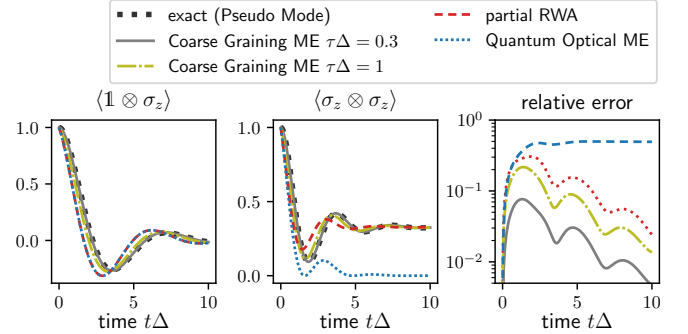 exact (Pseudo Mode)
Coarse Graining ME τΔ = 0.3
Coarse Graining ME τΔ = 1
partial RWA
Quantum Optical ME
⟨𝟙 ⊗ σz⟩
⟨σz ⊗ σz⟩
relative error
1.0
0.5
0.0
0
5
10
time tΔ
1.0
0.5
0.0
0
5
10
time tΔ
10⁰
10⁻¹
10⁻²
0
5
10
time tΔ